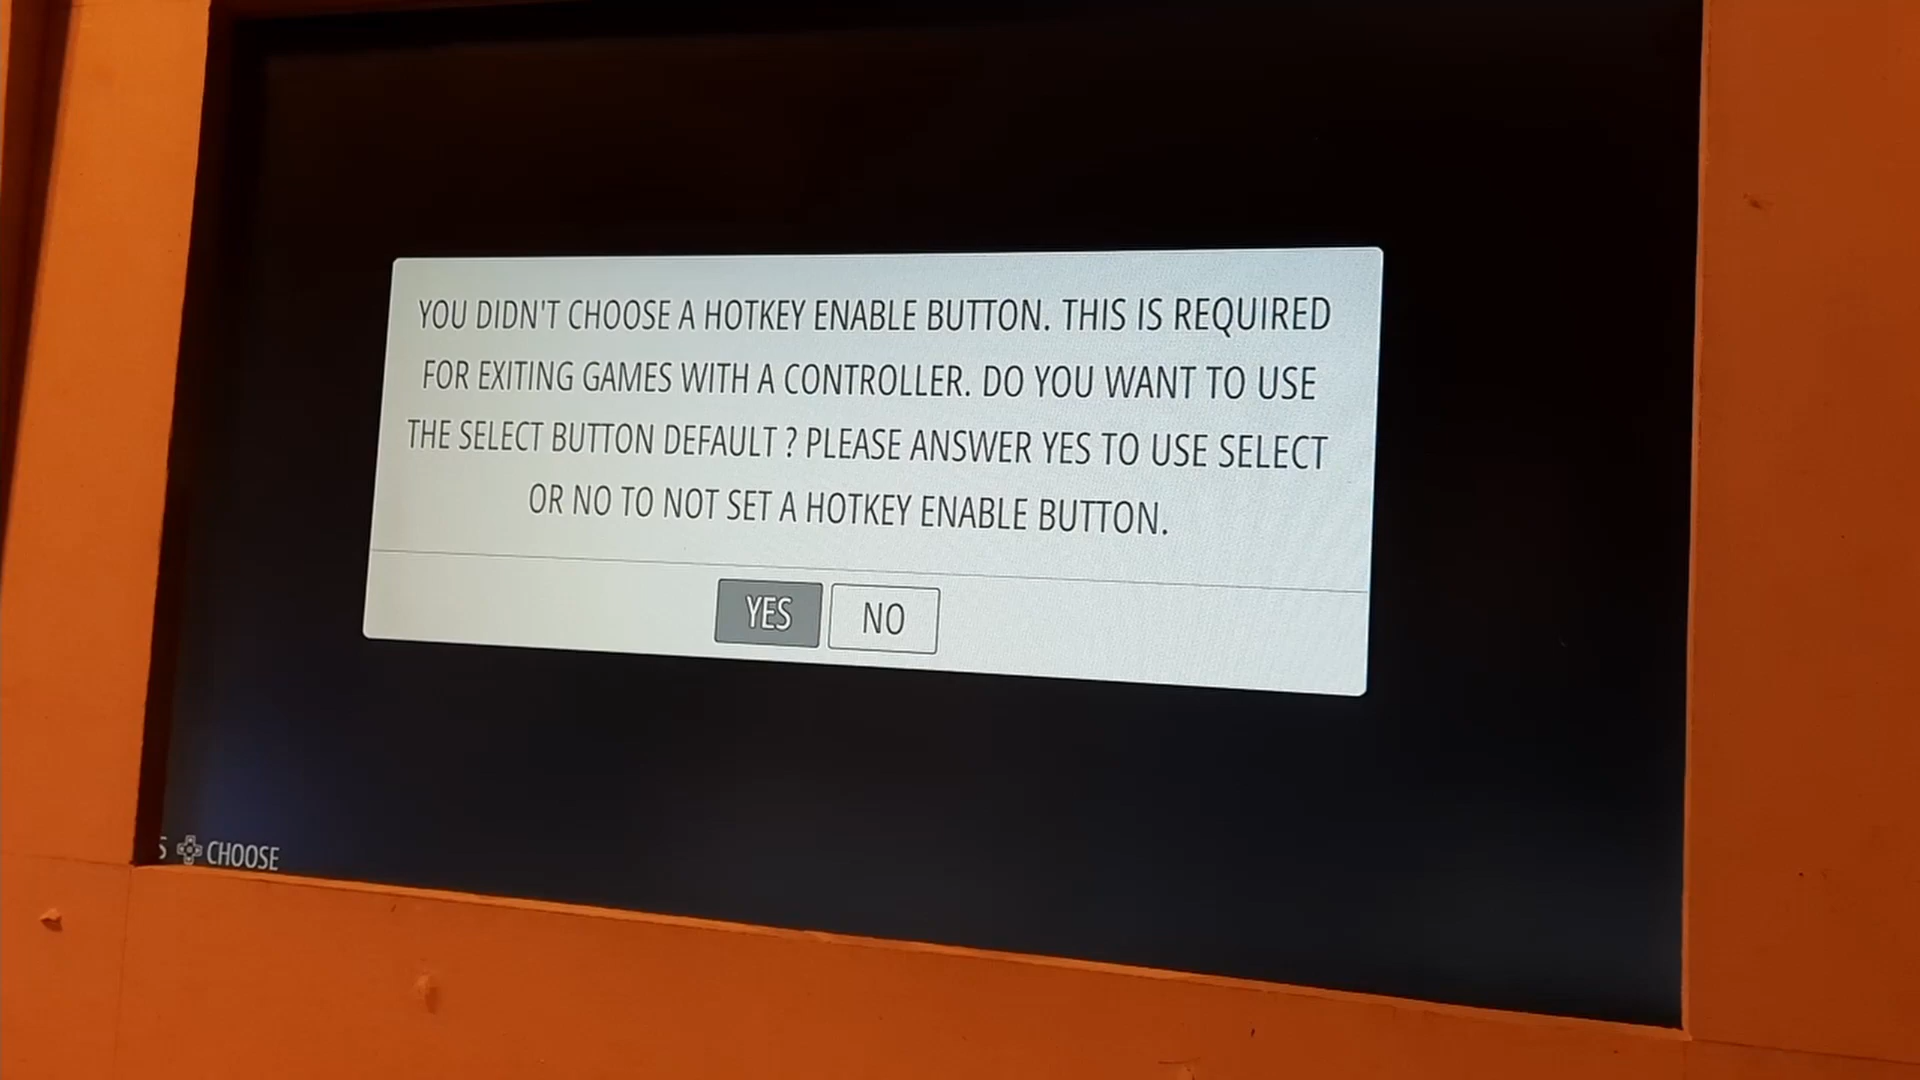 YOU DIDN'T CHOOSE A HOTKEY ENABLE BUTTON. THIS IS REQUIRED
FOR EXITING GAMES WITH A CONTROLLER. DO YOU WANT TO USE
THE SELECT BUTTON DEFAULT ? PLEASE ANSWER YES TO USE SELECT
OR NO TO NOT SET A HOTKEY ENABLE BUTTON.
YES NO
CHOOSE